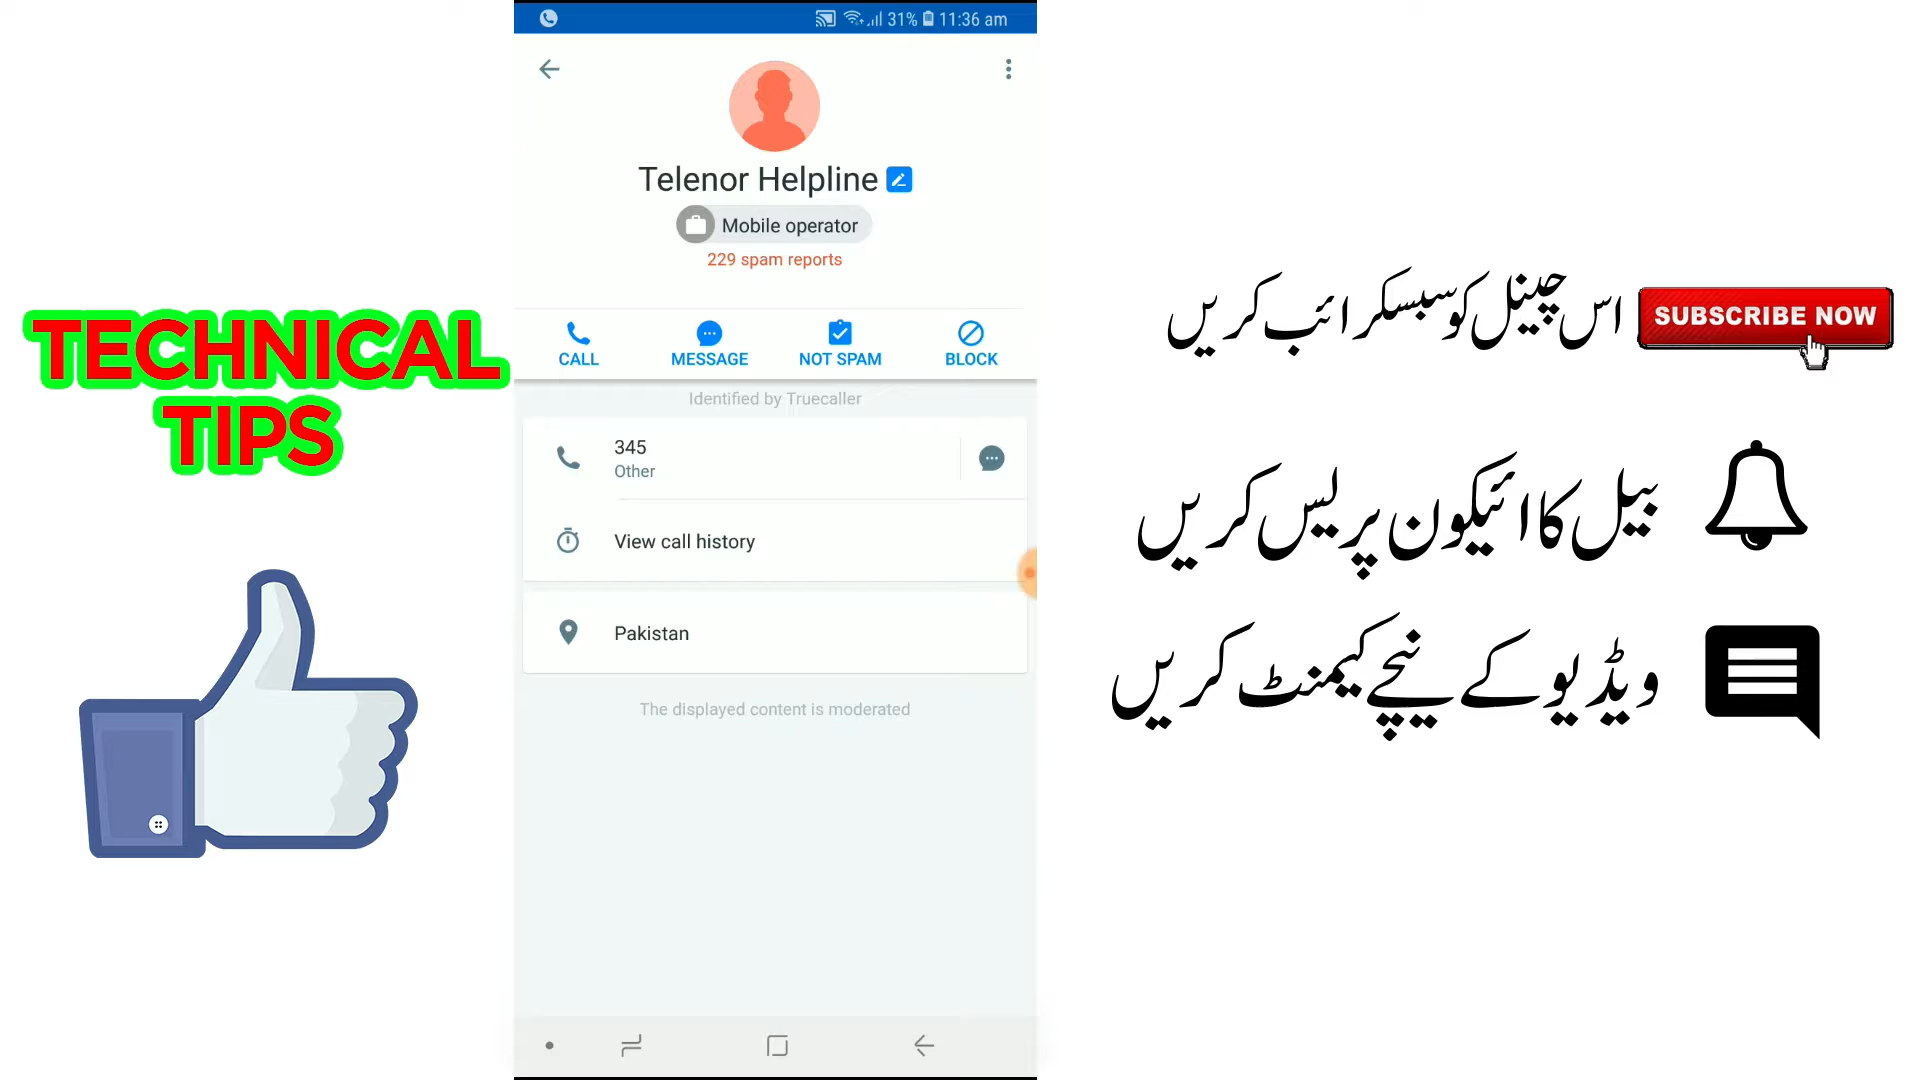 TECHNICAL
TIPS
31% 11:36 am
Telenor Helpline
Mobile operator
229 spam reports
CALL MESSAGE NOT SPAM BLOCK
Identified by Truecaller
345
Other
View call history
Pakistan
The displayed content is moderated
اس چینل کو سبسکرائب کریں
SUBSCRIBE NOW
بیل کا ائیکون پریس کریں
ویڈیو کے نیچے کیمنٹ کریں